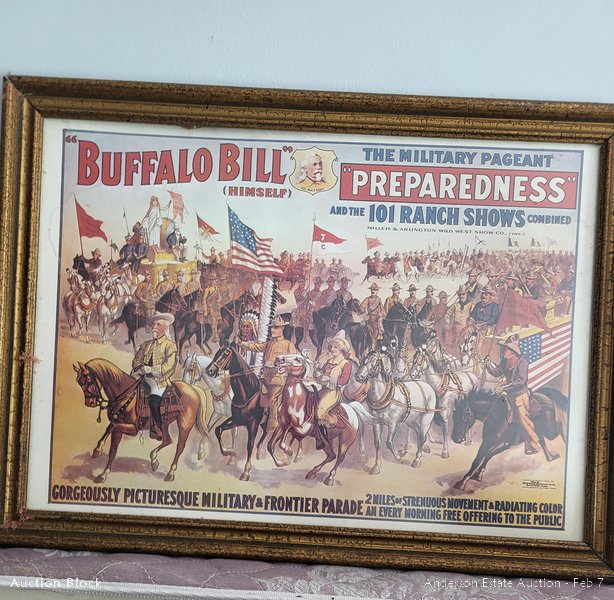 "BUFFALO BILL"
(HIMSELF)
THE MILITARY PAGEANT
"PREPAREDNESS"
AND THE 101 RANCH SHOWS COMBINED
MILLER & ARLINGTON WILD WEST SHOW CO., (INC.)
7
C
GORGEOUSLY PICTURESQUE MILITARY & FRONTIER PARADE
2 MILES OF STRENUOUS MOVEMENT & RADIATING COLOR
AN EVERY MORNING FREE OFFERING TO THE PUBLIC
Auction Block
Anderson Estate Auction - Feb 7